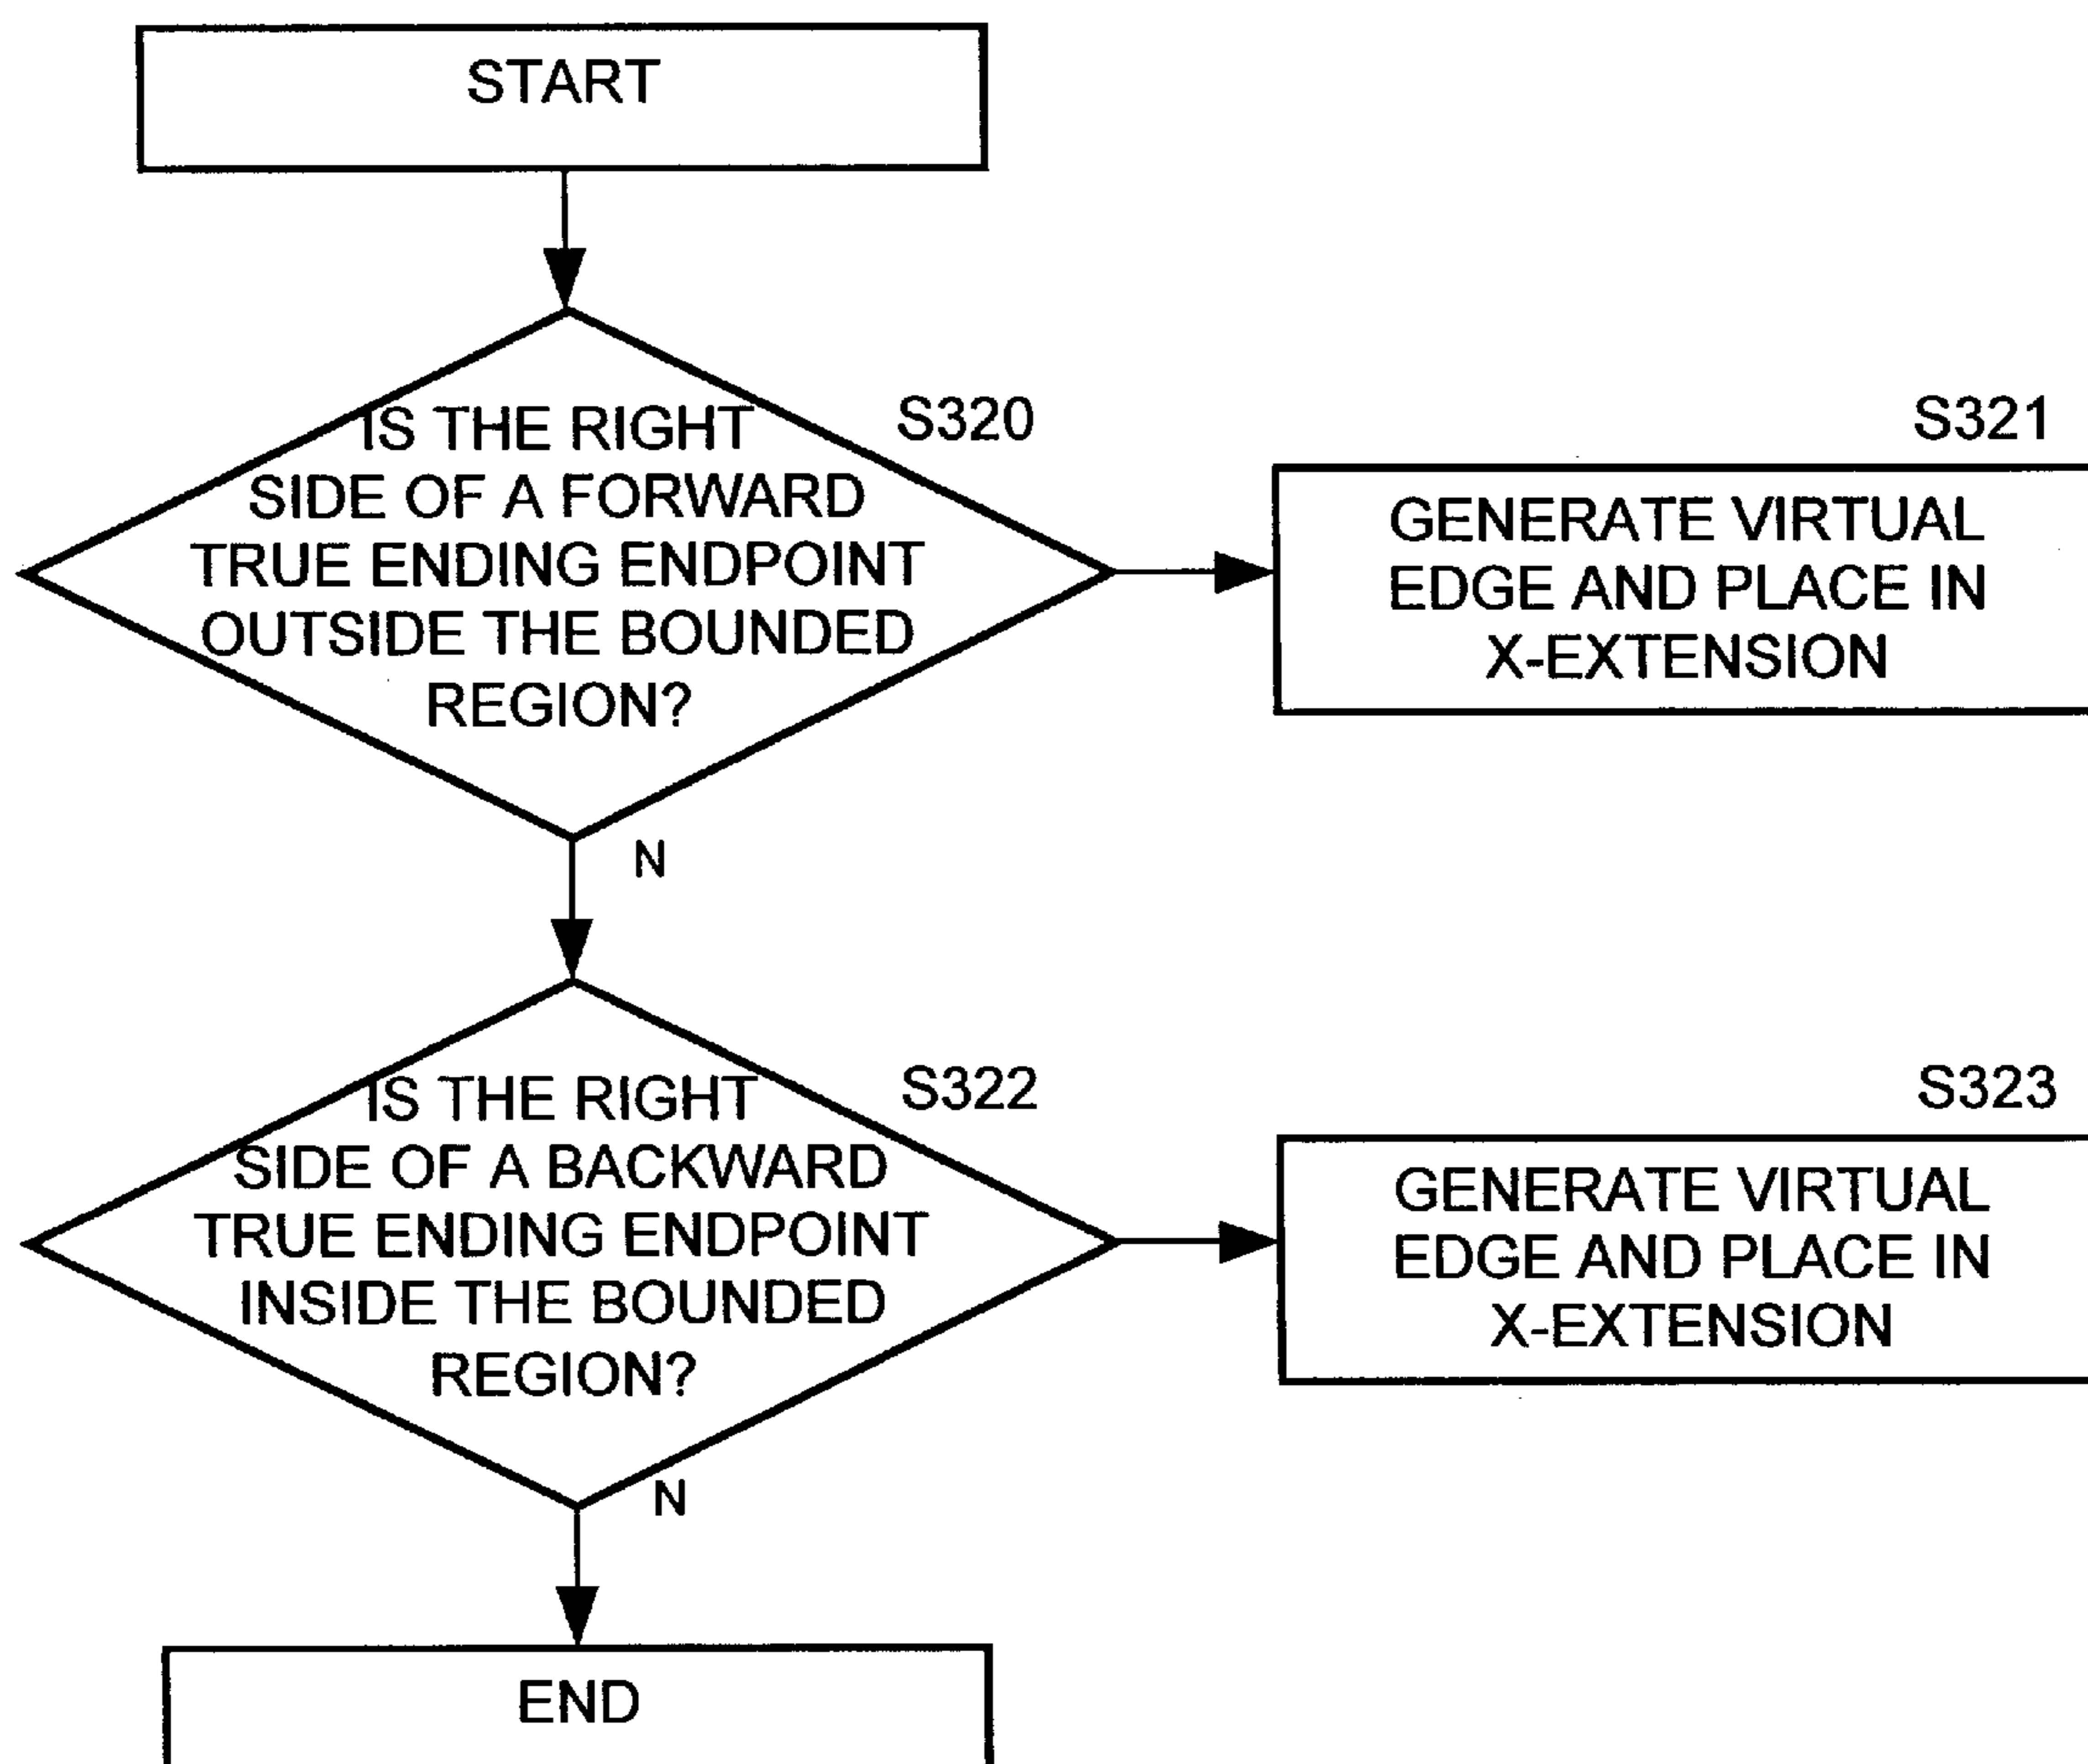 START
IS THE RIGHT
SIDE OF A FORWARD
TRUE ENDING ENDPOINT
OUTSIDE THE BOUNDED
REGION?
S320
S321
GENERATE VIRTUAL
EDGE AND PLACE IN
X-EXTENSION
N
IS THE RIGHT
SIDE OF A BACKWARD
TRUE ENDING ENDPOINT
INSIDE THE BOUNDED
REGION?
S322
S323
GENERATE VIRTUAL
EDGE AND PLACE IN
X-EXTENSION
N
END